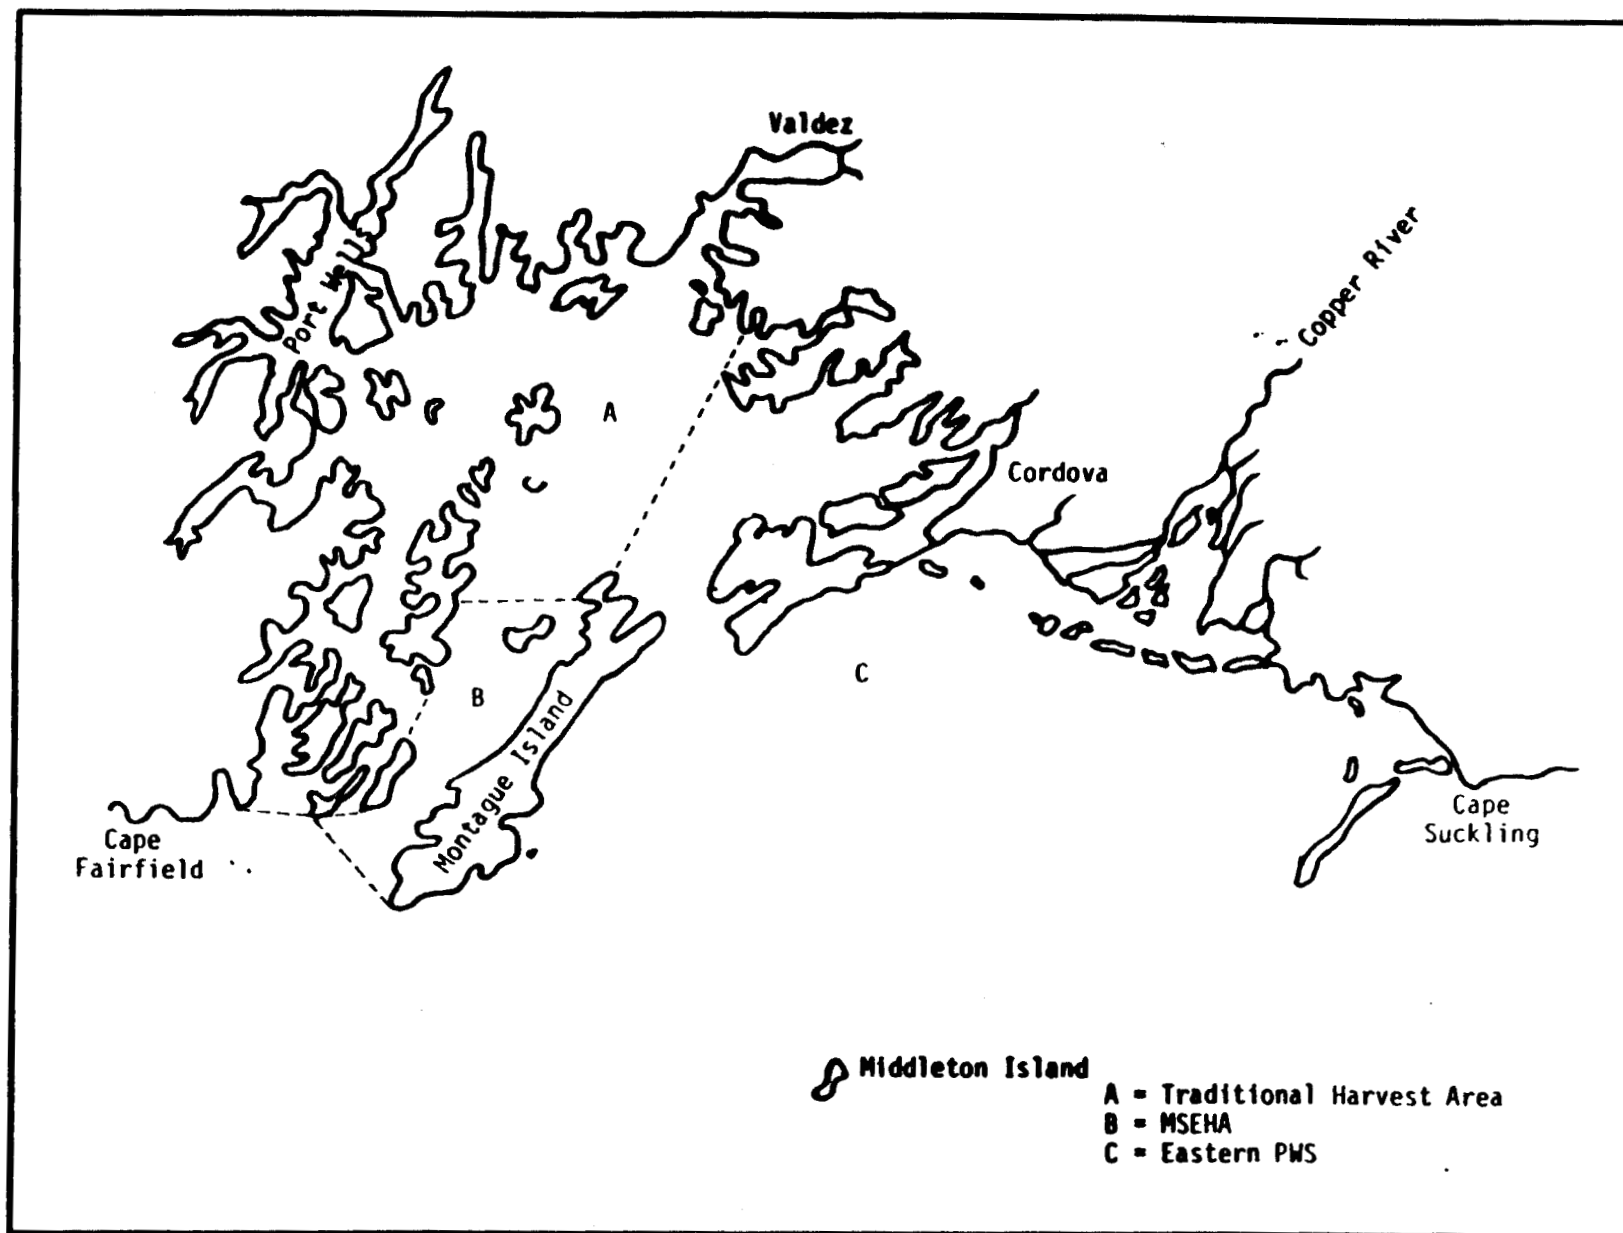 Valdez
Port Wells
Copper River
A
Cordova
C
B
Montague Island
Cape
Fairfield
Cape
Suckling
Middleton Island
A = Traditional Harvest Area
B = MSEHA
C = Eastern PWS